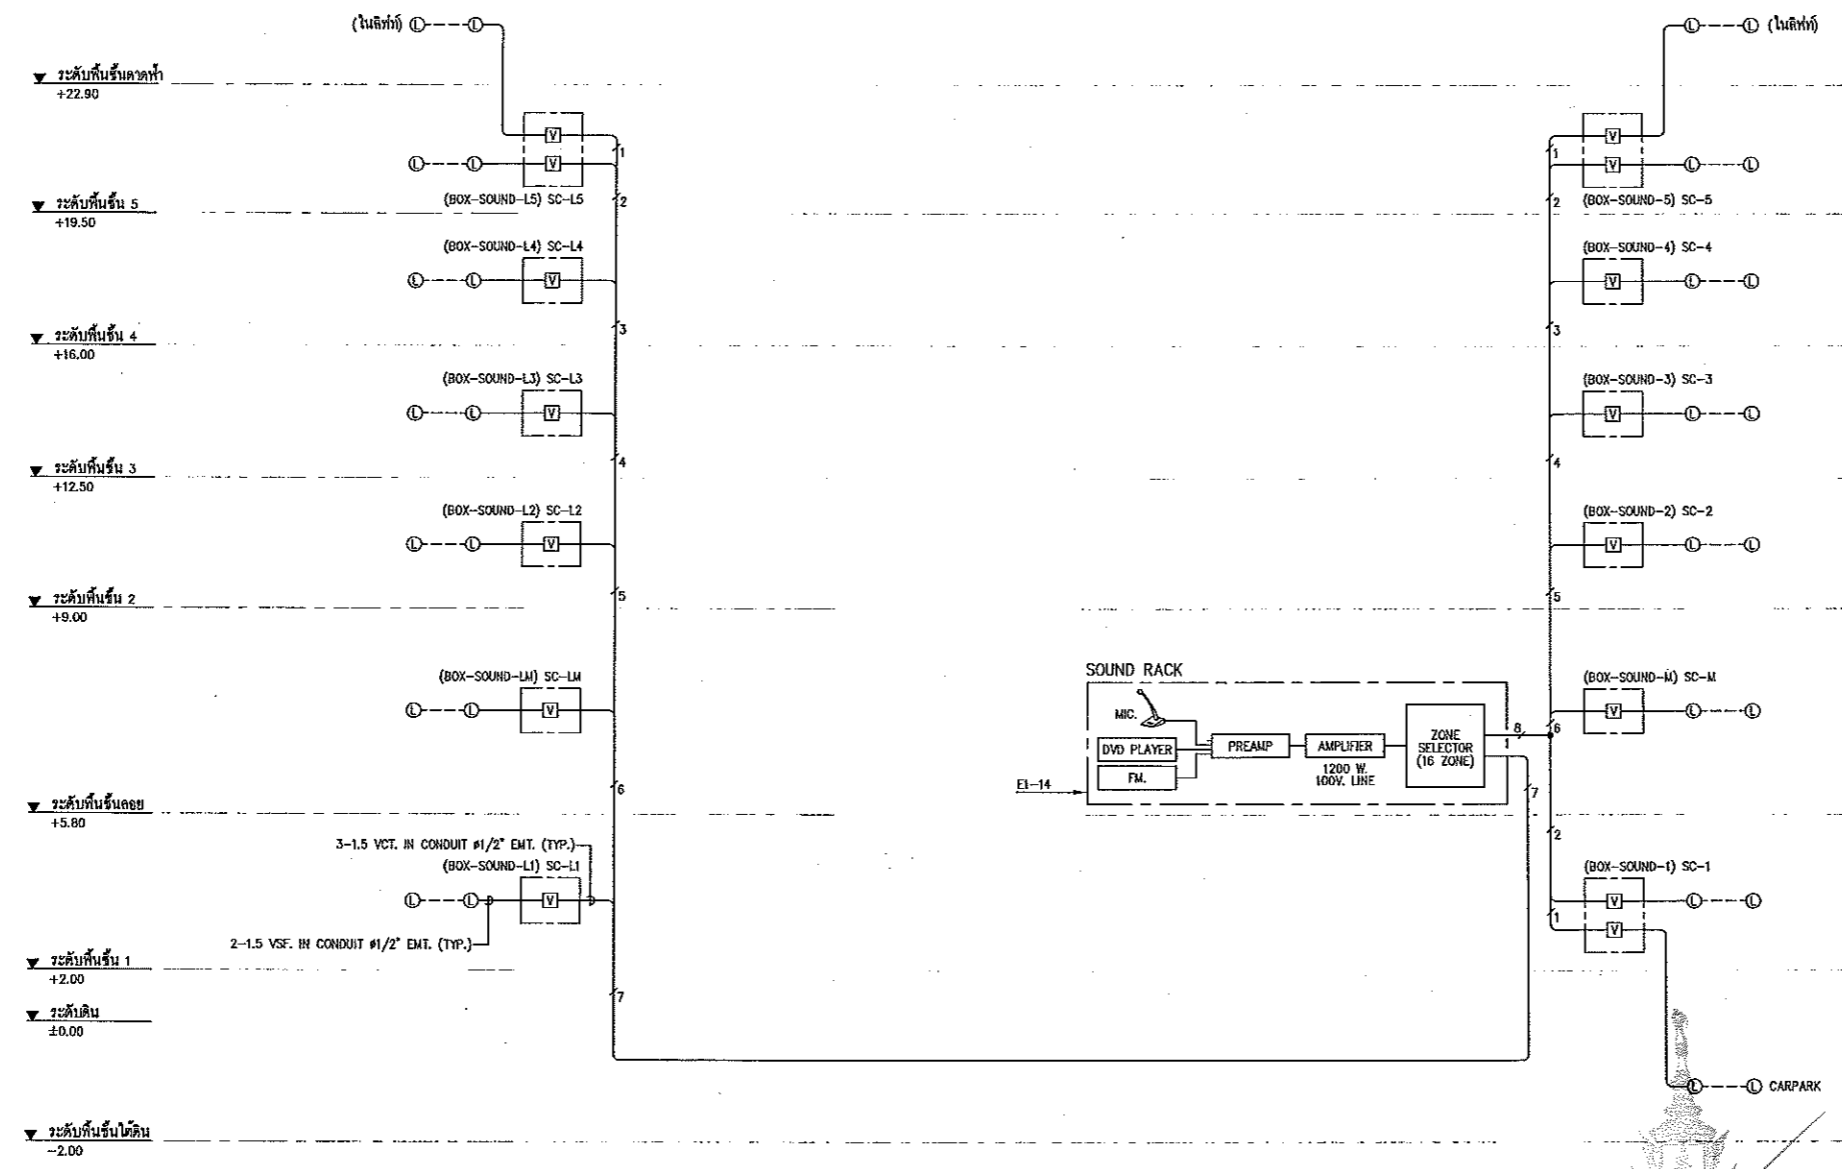 (ในลิฟท์) L L
L L (ในลิฟท์)
ระดับพื้นชั้นดาดฟ้า
+22.90
V
V
1
1
L L V
V L L
(BOX-SOUND-L5) SC-L5
2
2
(BOX-SOUND-5) SC-5
ระดับพื้นชั้น 5
+19.50
(BOX-SOUND-L4) SC-L4
(BOX-SOUND-4) SC-4
L L V
V L L
3
3
ระดับพื้นชั้น 4
+16.00
(BOX-SOUND-L3) SC-L3
(BOX-SOUND-3) SC-3
L L V
V L L
4
4
ระดับพื้นชั้น 3
+12.50
(BOX-SOUND-L2) SC-L2
(BOX-SOUND-2) SC-2
L L V
V L L
5
5
ระดับพื้นชั้น 2
+9.00
(BOX-SOUND-LM) SC-LM
SOUND RACK
(BOX-SOUND-M) SC-M
L L V
V L L
MIC.
DVD PLAYER
FM.
PREAMP
AMPLIFIER
1200 W.
100V. LINE
ZONE
SELECTOR
(16 ZONE)
8
6
7
E1-14
6
ระดับพื้นชั้นลอย
+5.80
2
3-1.5 VCT. IN CONDUIT ø1/2" EMT. (TYP.)
(BOX-SOUND-L1) SC-L1
(BOX-SOUND-1) SC-1
L L V
V L L
1
V
2-1.5 VSF. IN CONDUIT ø1/2" EMT. (TYP.)
ระดับพื้นชั้น 1
+2.00
7
ระดับดิน
±0.00
L L CARPARK
ระดับพื้นชั้นใต้ดิน
-2.00